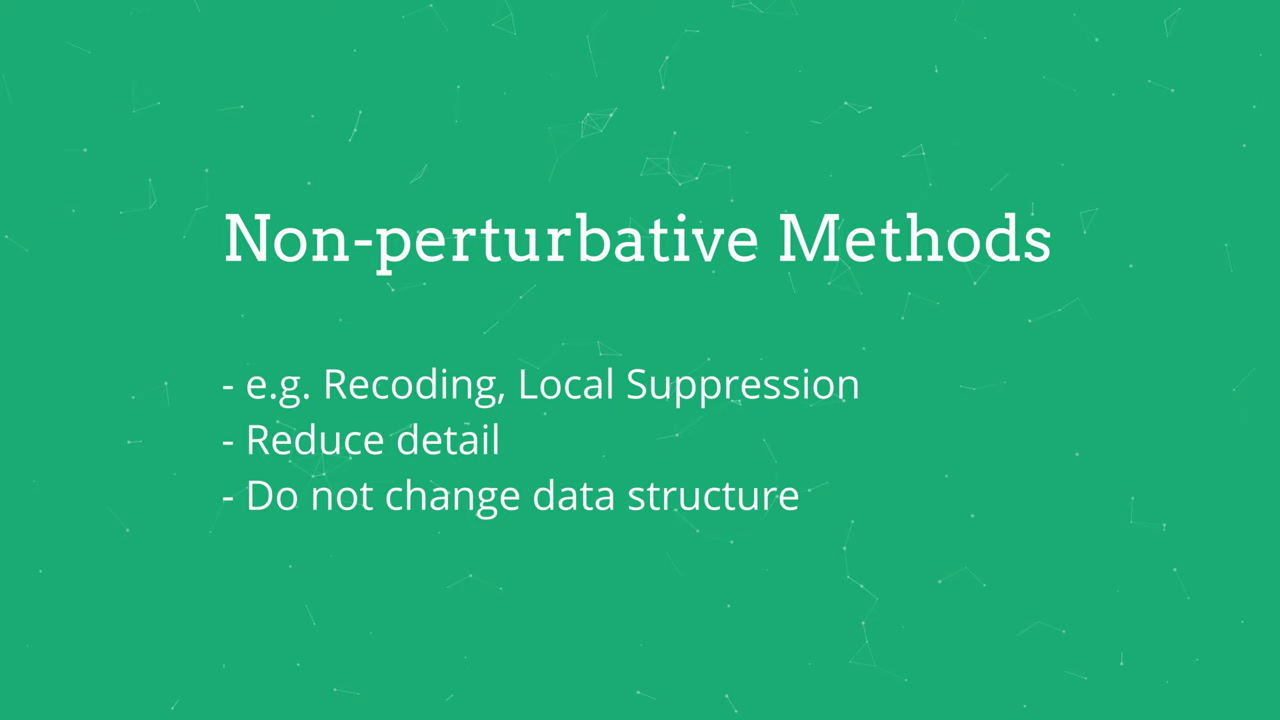 Non-perturbative Methods
- e.g. Recoding, Local Suppression
- Reduce detail
- Do not change data structure